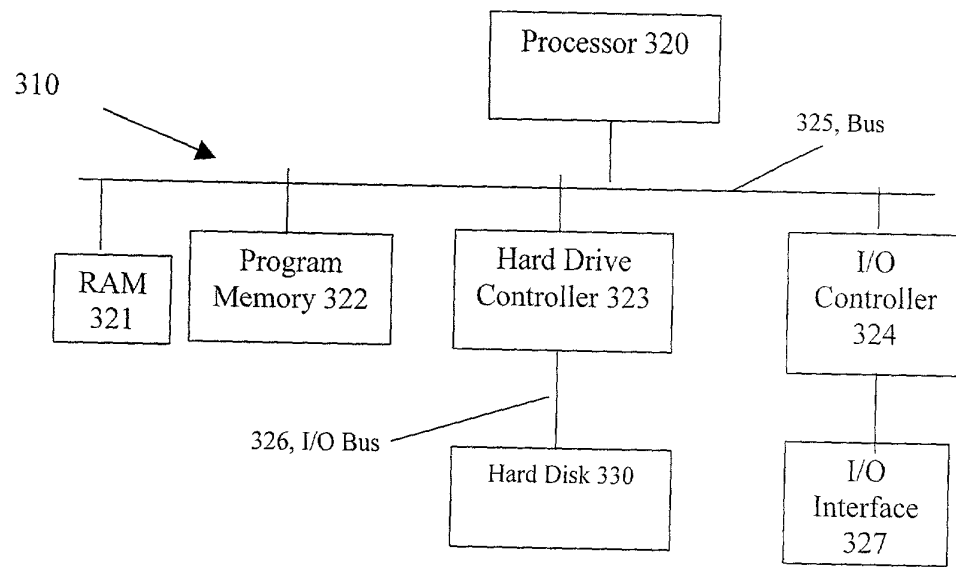 Processor 320
310
325, Bus
RAM
321
Program
Memory 322
Hard Drive
Controller 323
I/O
Controller
324
326, I/O Bus
Hard Disk 330
I/O
Interface
327